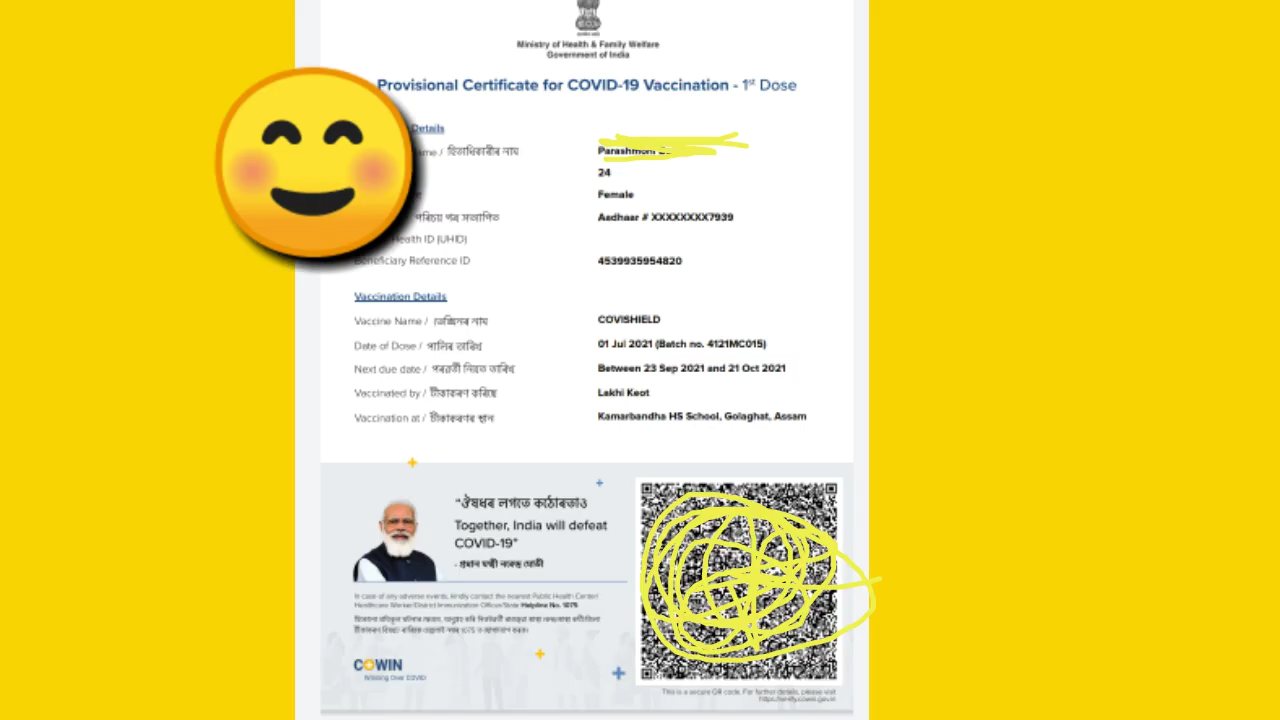 Ministry of Health & Family Welfare
Government of India
Provisional Certificate for COVID-19 Vaccination - 1st Dose
Details
হিতাধিকাৰীৰ নাম
24
Female
পৰিচয় পত্ৰ সত্যাপিত Aadhaar # XXXXXXXX7939
Health ID (UHID)
Beneficiary Reference ID 4539935954820
Vaccination Details
Vaccine Name / ভেক্সিনৰ নাম COVISHIELD
Date of Dose / পালিৰ তাৰিখ 01 Jul 2021 (Batch no. 4121MC015)
Next due date / পৰৱৰ্তী নিয়ত তাৰিখ Between 23 Sep 2021 and 21 Oct 2021
Vaccinated by / টীকাকৰণ কৰিছে Lakhi Keot
Vaccination at / টীকাকৰণৰ স্থান Kamarbandha HS School, Golaghat, Assam
"ঔষধৰ লগতে কঠোৰতাও
Together, India will defeat
COVID-19"
- প্ৰধান মন্ত্ৰী নৰেন্দ্ৰ মোডী
In case of any adverse events, kindly contact the nearest Public Health Center/
Healthcare Worker/District Immunization Officer/State Helpline No. 1075
COWIN
Winning Over COVID
This is a secure QR code. For further details, please visit
https://verify.cowin.gov.in